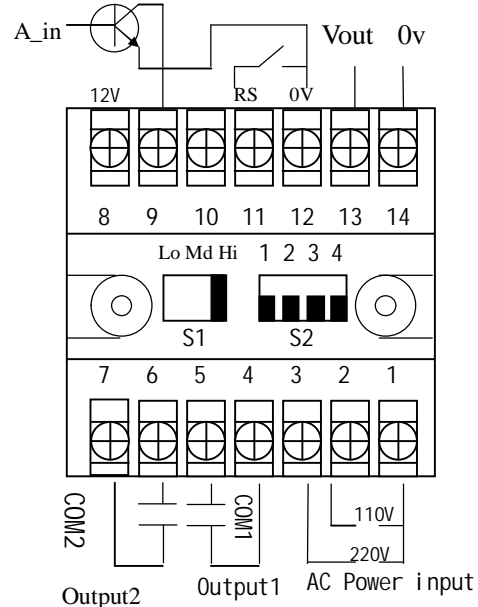 A_in Vout 0v
12V RS 0V
8 9 10 11 12 13 14
Lo Md Hi 1 2 3 4
S1 S2
7 6 5 4 3 2 1
COM2 COM1 110V
220V
Output2 Output1 AC Power input